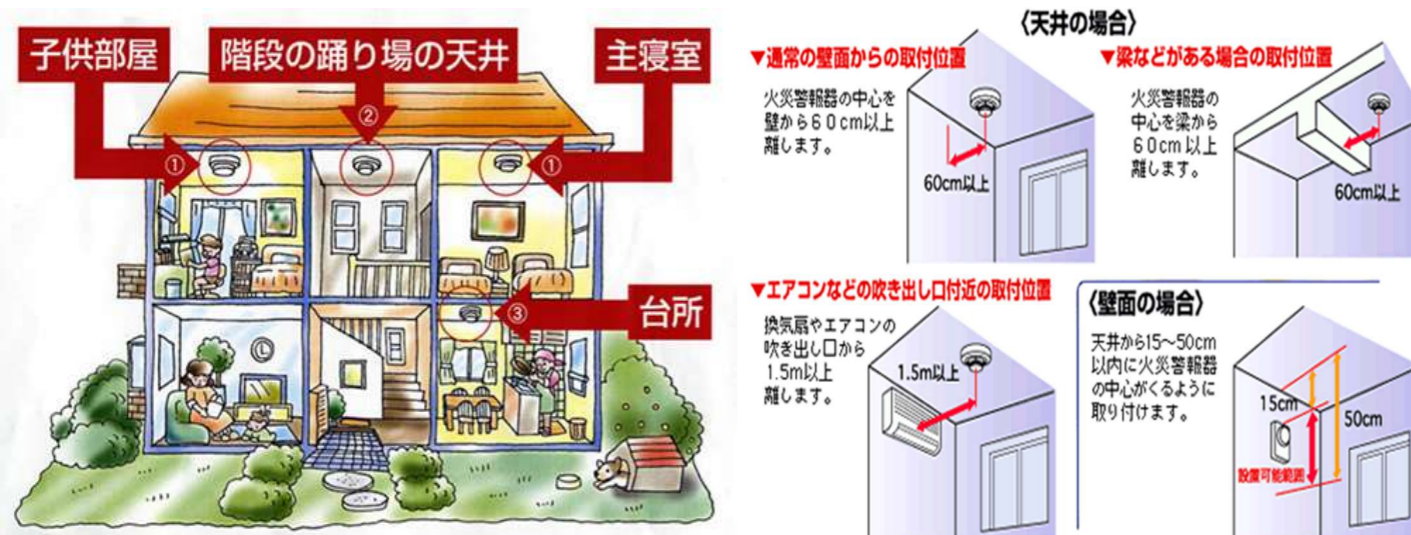 子供部屋
階段の踊り場の天井
主寝室
①
②
①
③
台所
〈天井の場合〉
▼通常の壁面からの取付位置
火災警報器の中心を
壁から60cm以上
離します。
60cm以上
▼梁などがある場合の取付位置
火災警報器の
中心を梁から
60cm以上
離します。
60cm以上
▼エアコンなどの吹き出し口付近の取付位置
換気扇やエアコンの
吹き出し口から
1.5m以上
離します。
1.5m以上
〈壁面の場合〉
天井から15〜50cm
以内に火災警報器
の中心がくるように
取り付けます。
15cm
50cm
設置可能範囲